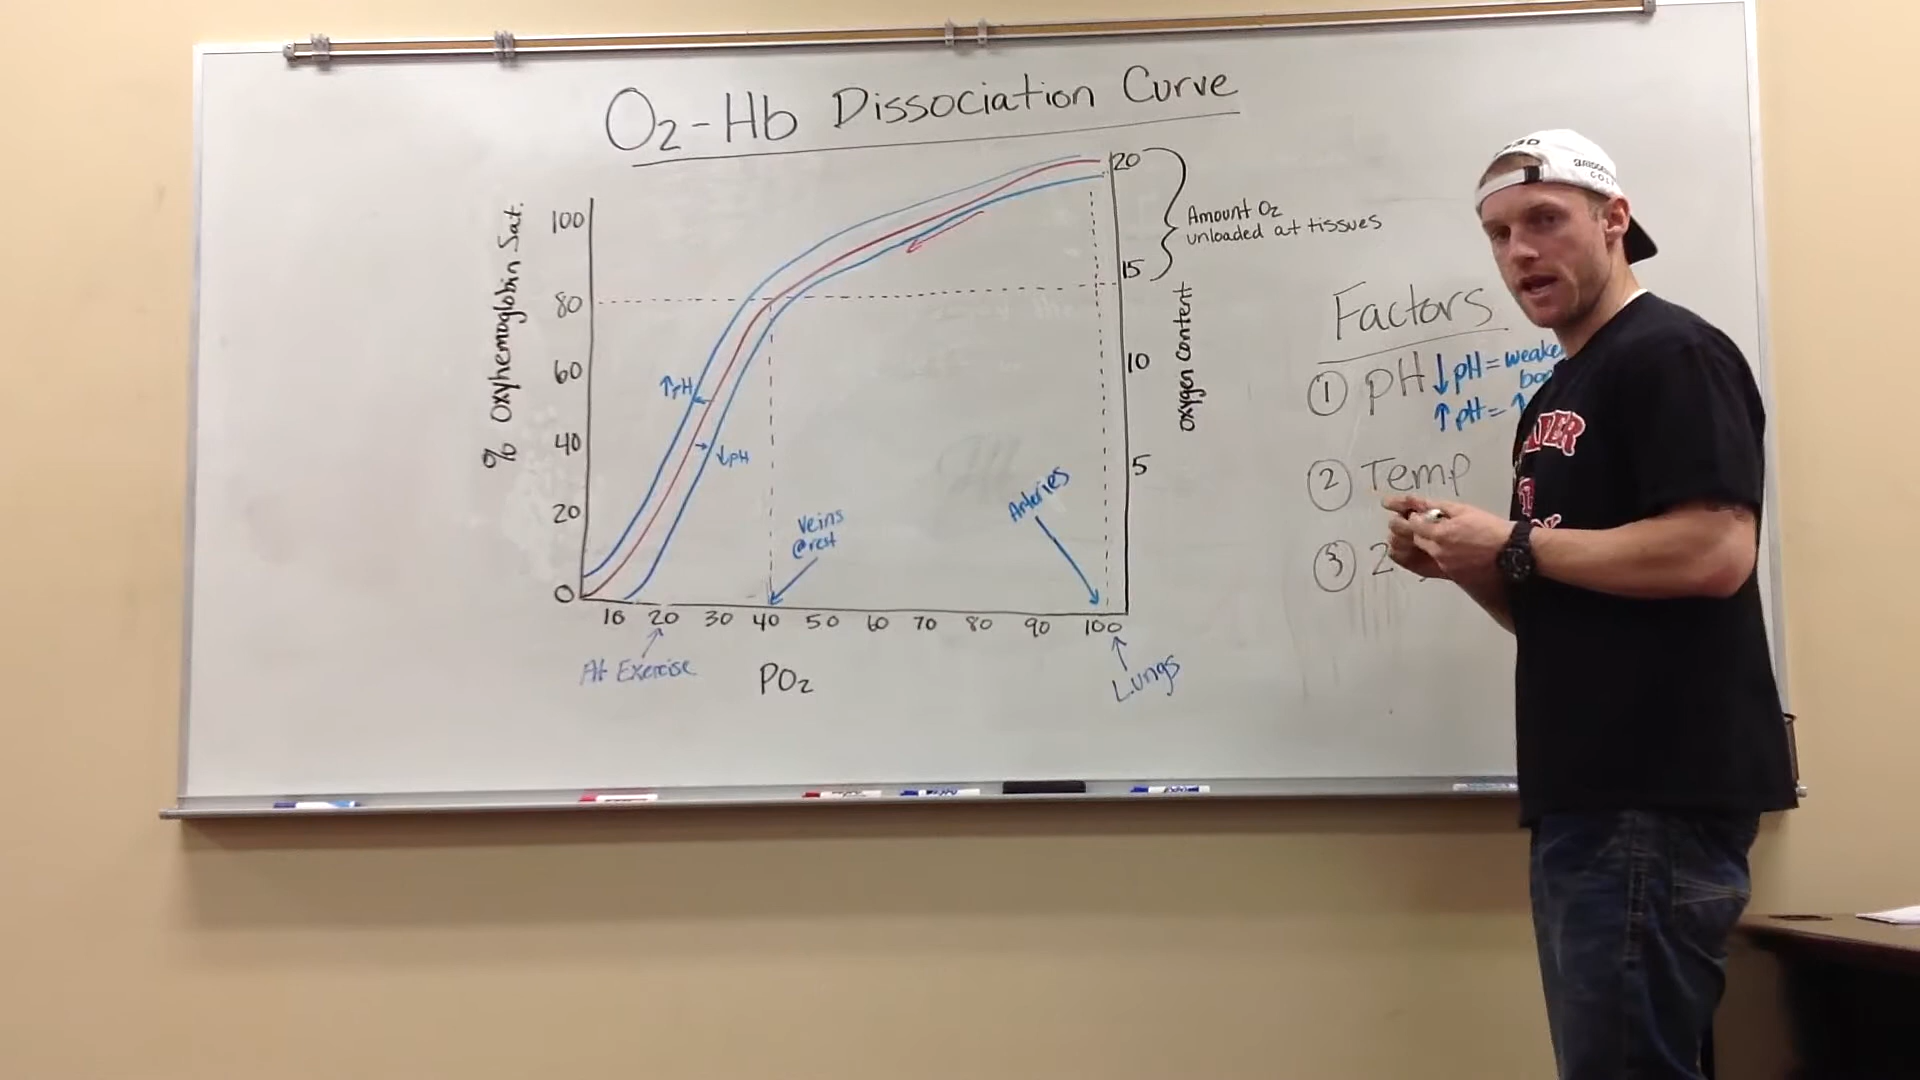 O2-Hb Dissociation Curve
% Oxyhemoglobin Sat.
100
80
60
40
20
0
10 20 30 40 50 60 70 80 90 100
PO2
At Exercise
Lungs
Veins
@rest
Arteries
↑pH
↓pH
20
15
10
5
Oxygen content
Amount O2
unloaded at tissues
Factors
① pH ↓pH=
↑pH=↑
② Temp
③ 2